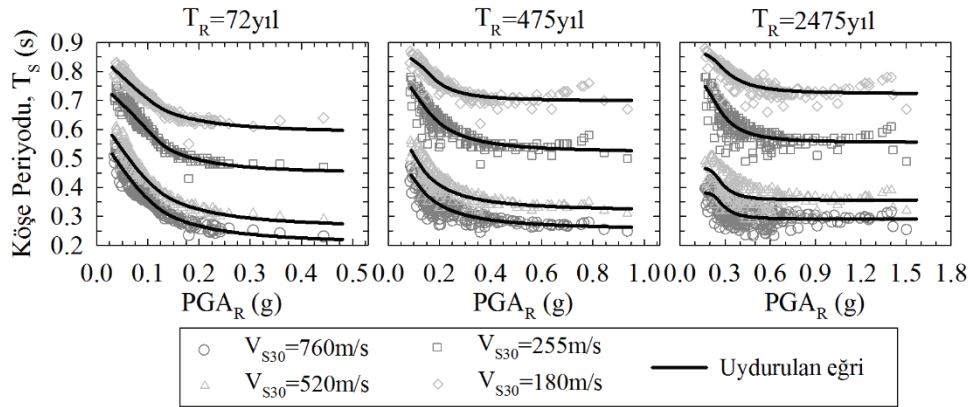 T_R=72yıl T_R=475yıl T_R=2475yıl
Köşe Periyodu, T_S (s)
0.9
0.8
0.7
0.6
0.5
0.4
0.3
0.2
0.0 0.1 0.2 0.3 0.4 0.5 0.0 0.2 0.4 0.6 0.8 1.0 0.0 0.3 0.6 0.9 1.2 1.5 1.8
PGA_R (g) PGA_R (g) PGA_R (g)
V_S30=760m/s V_S30=255m/s
V_S30=520m/s V_S30=180m/s
Uydurulan eğri